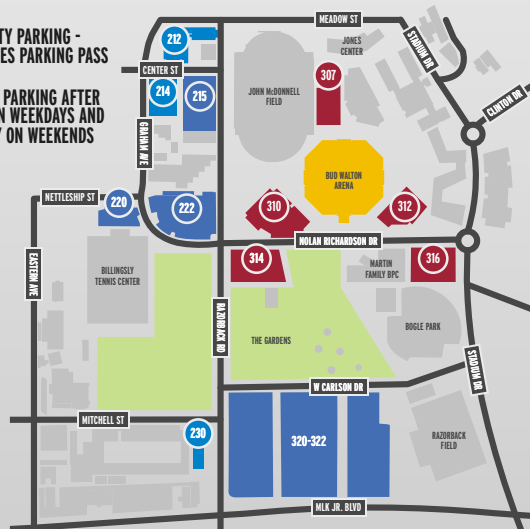 TY PARKING -
ES PARKING PASS
PARKING AFTER
N WEEKDAYS AND
Y ON WEEKENDS
MEADOW ST
212
JONES
CENTER
STADIUM DR
CENTER ST
307
214
215
JOHN McDONNELL
FIELD
CLINTON DR
GRAHAM AVE
BUD WALTON
ARENA
NETTLESHIP ST
220
222
310
312
NOLAN RICHARDSON DR
EASTERN AVE
BILLINGSLY
TENNIS CENTER
314
MARTIN
FAMILY BPC
316
RAZORBACK RD
THE GARDENS
BOGLE PARK
STADIUM DR
W CARLSON DR
MITCHELL ST
230
320-322
RAZORBACK
FIELD
MLK JR. BLVD